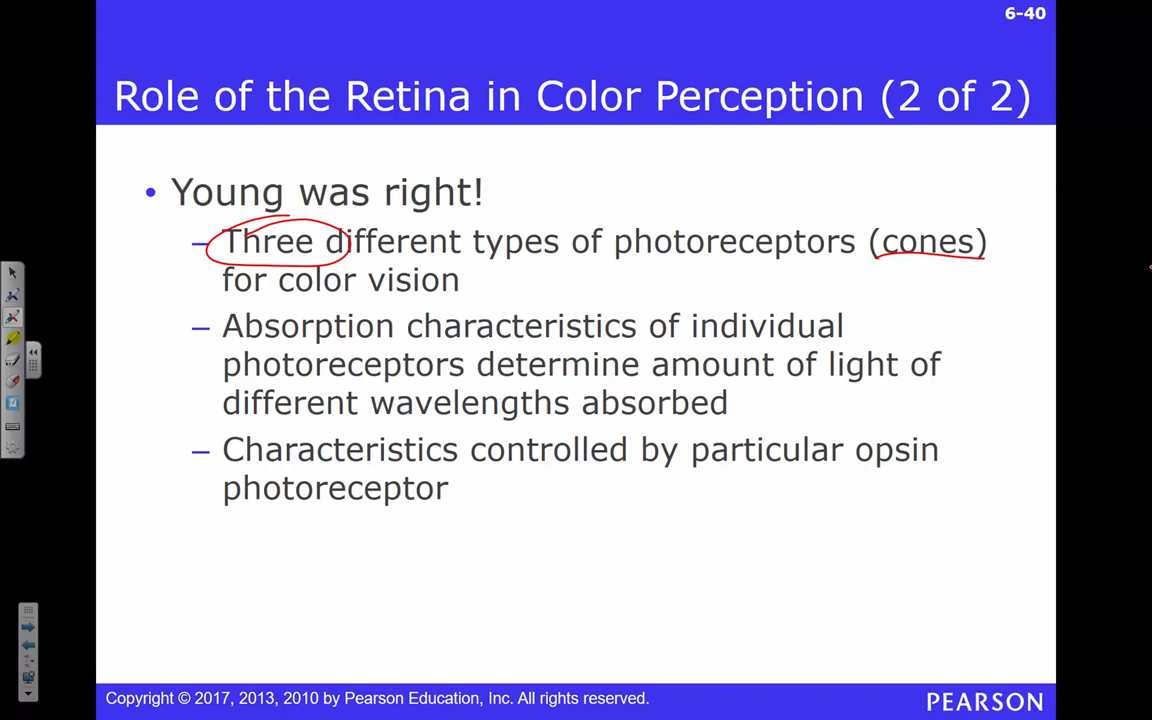 6-40
Role of the Retina in Color Perception (2 of 2)
• Young was right!
– Three different types of photoreceptors (cones)
for color vision
– Absorption characteristics of individual
photoreceptors determine amount of light of
different wavelengths absorbed
– Characteristics controlled by particular opsin
photoreceptor
Copyright © 2017, 2013, 2010 by Pearson Education, Inc. All rights reserved.
PEARSON